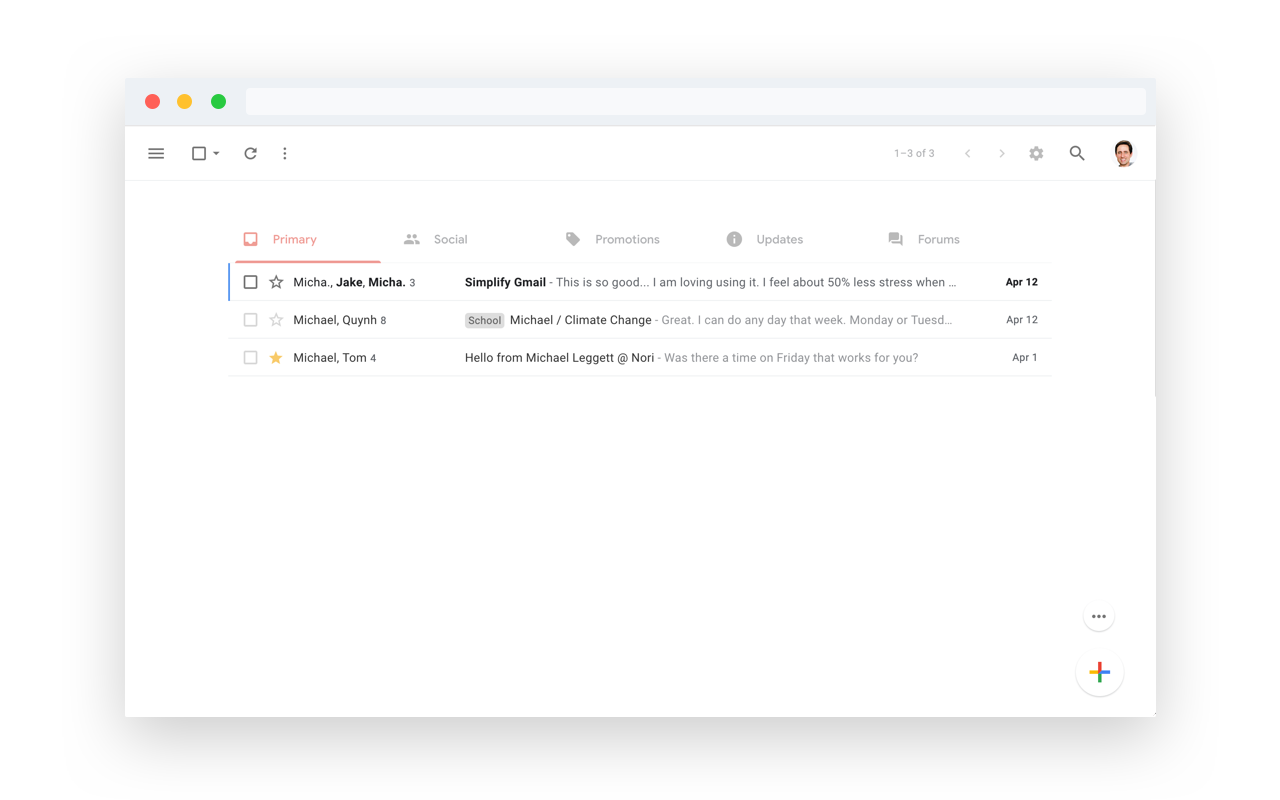 1–3 of 3
Primary Social Promotions Updates Forums
Micha., Jake, Micha. 3 Simplify Gmail - This is so good... I am loving using it. I feel about 50% less stress when ... Apr 12
Michael, Quynh 8 School Michael / Climate Change - Great. I can do any day that week. Monday or Tuesd... Apr 12
Michael, Tom 4 Hello from Michael Leggett @ Nori - Was there a time on Friday that works for you? Apr 1